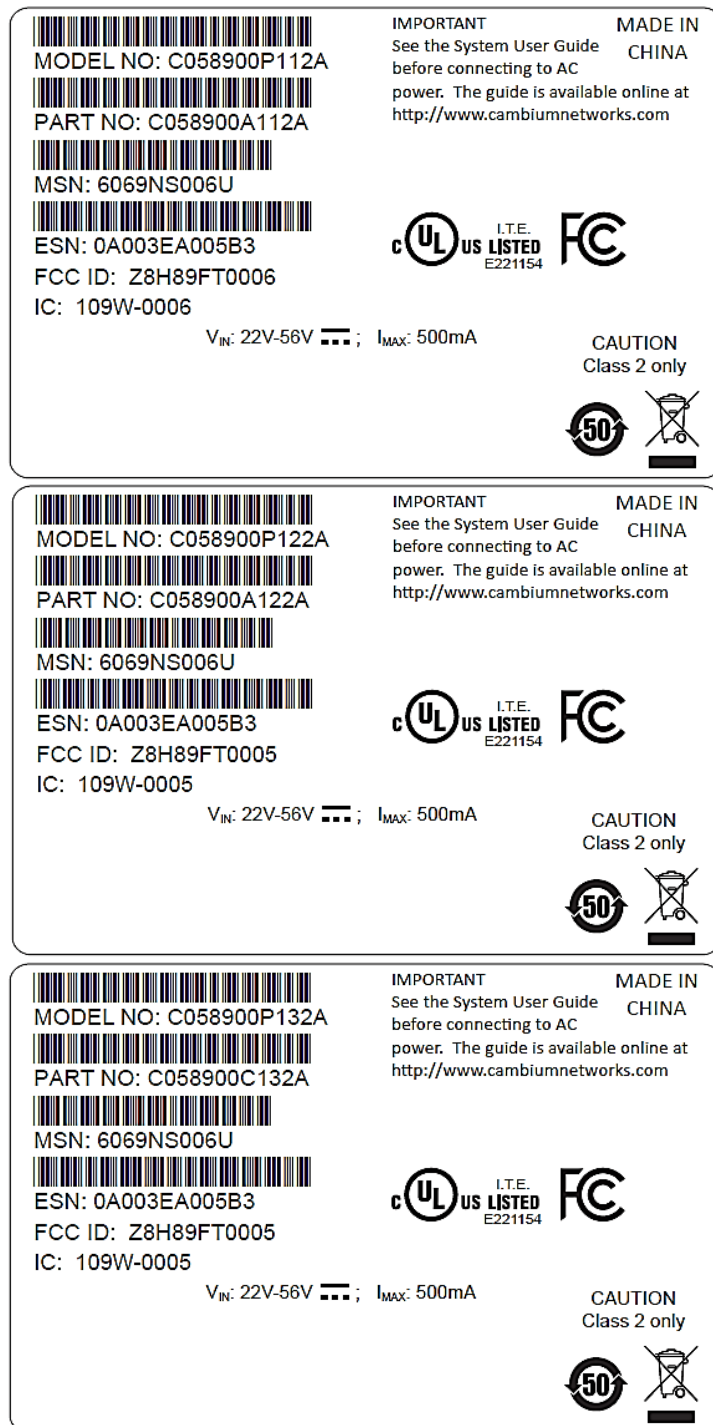 MODEL NO: C058900P112A
PART NO: C058900A112A
MSN: 6069NS006U
ESN: 0A003EA005B3
FCC ID: Z8H89FT0006
IC: 109W-0006
IMPORTANT
See the System User Guide
before connecting to AC
power. The guide is available online at
http://www.cambiumnetworks.com
MADE IN
CHINA
C UL US LISTED
I.T.E.
E221154
FC
VIN: 22V-56V ; IMAX: 500mA
CAUTION
Class 2 only
50
MODEL NO: C058900P122A
PART NO: C058900A122A
MSN: 6069NS006U
ESN: 0A003EA005B3
FCC ID: Z8H89FT0005
IC: 109W-0005
IMPORTANT
See the System User Guide
before connecting to AC
power. The guide is available online at
http://www.cambiumnetworks.com
MADE IN
CHINA
C UL US LISTED
I.T.E.
E221154
FC
VIN: 22V-56V ; IMAX: 500mA
CAUTION
Class 2 only
50
MODEL NO: C058900P132A
PART NO: C058900C132A
MSN: 6069NS006U
ESN: 0A003EA005B3
FCC ID: Z8H89FT0005
IC: 109W-0005
IMPORTANT
See the System User Guide
before connecting to AC
power. The guide is available online at
http://www.cambiumnetworks.com
MADE IN
CHINA
C UL US LISTED
I.T.E.
E221154
FC
VIN: 22V-56V ; IMAX: 500mA
CAUTION
Class 2 only
50